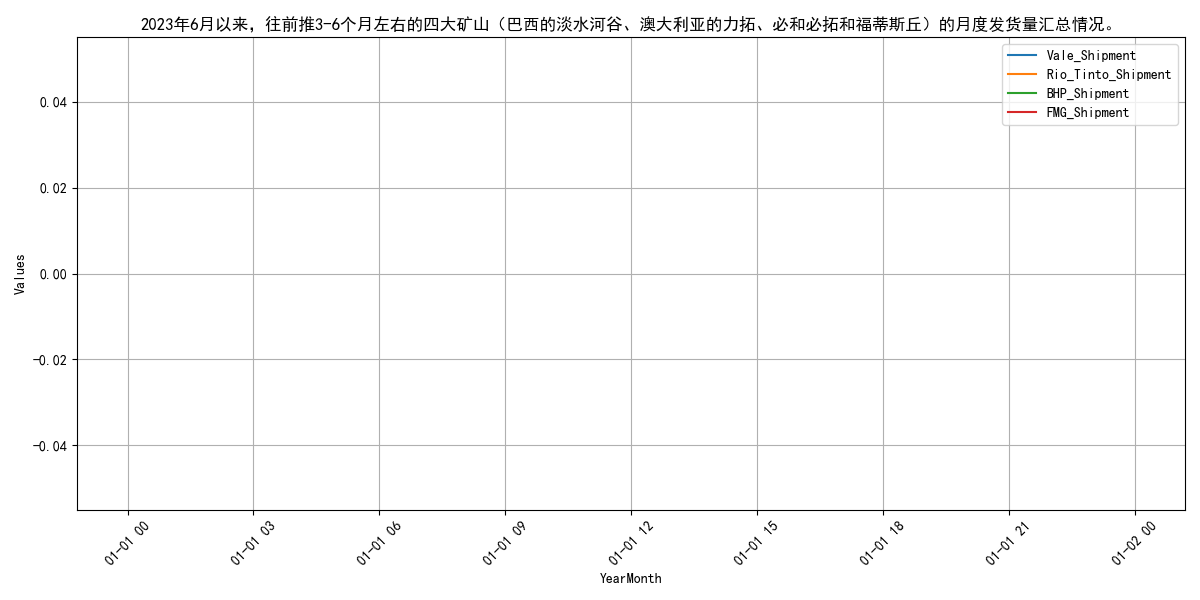 2023年6月以来，往前推3-6个月左右的四大矿山（巴西的淡水河谷、澳大利亚的力拓、必和必拓和福蒂斯丘）的月度发货量汇总情况。
Vale_Shipment
Rio_Tinto_Shipment
BHP_Shipment
FMG_Shipment
0.04
0.02
0.00
-0.02
-0.04
Values
01-01 00
01-01 03
01-01 06
01-01 09
01-01 12
01-01 15
01-01 18
01-01 21
01-02 00
YearMonth